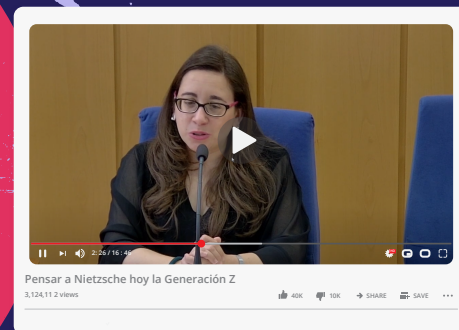 2:26/16:46
Pensar a Nietzsche hoy la Generación Z
3,124,11 2 views
40K
10K
SHARE
SAVE